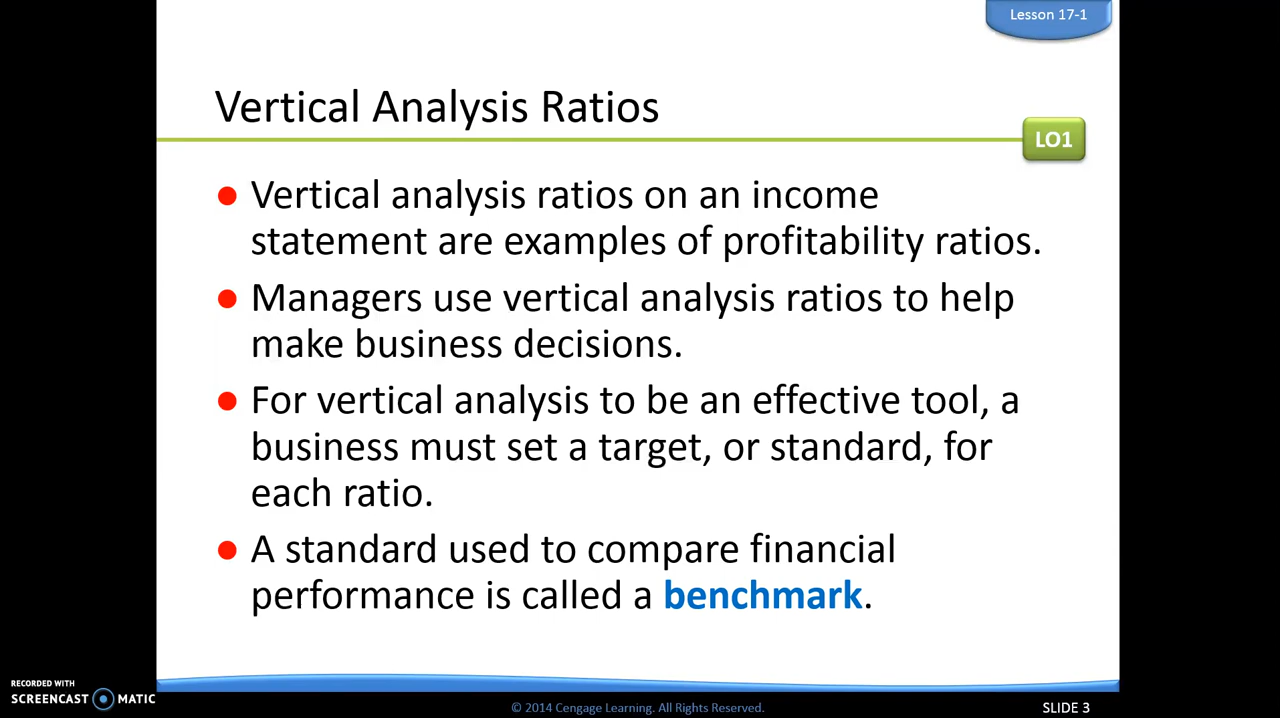 Lesson 17-1
Vertical Analysis Ratios
LO1
● Vertical analysis ratios on an income
statement are examples of profitability ratios.
● Managers use vertical analysis ratios to help
make business decisions.
● For vertical analysis to be an effective tool, a
business must set a target, or standard, for
each ratio.
● A standard used to compare financial
performance is called a benchmark.
RECORDED WITH
SCREENCAST MATIC
© 2014 Cengage Learning. All Rights Reserved.
SLIDE 3